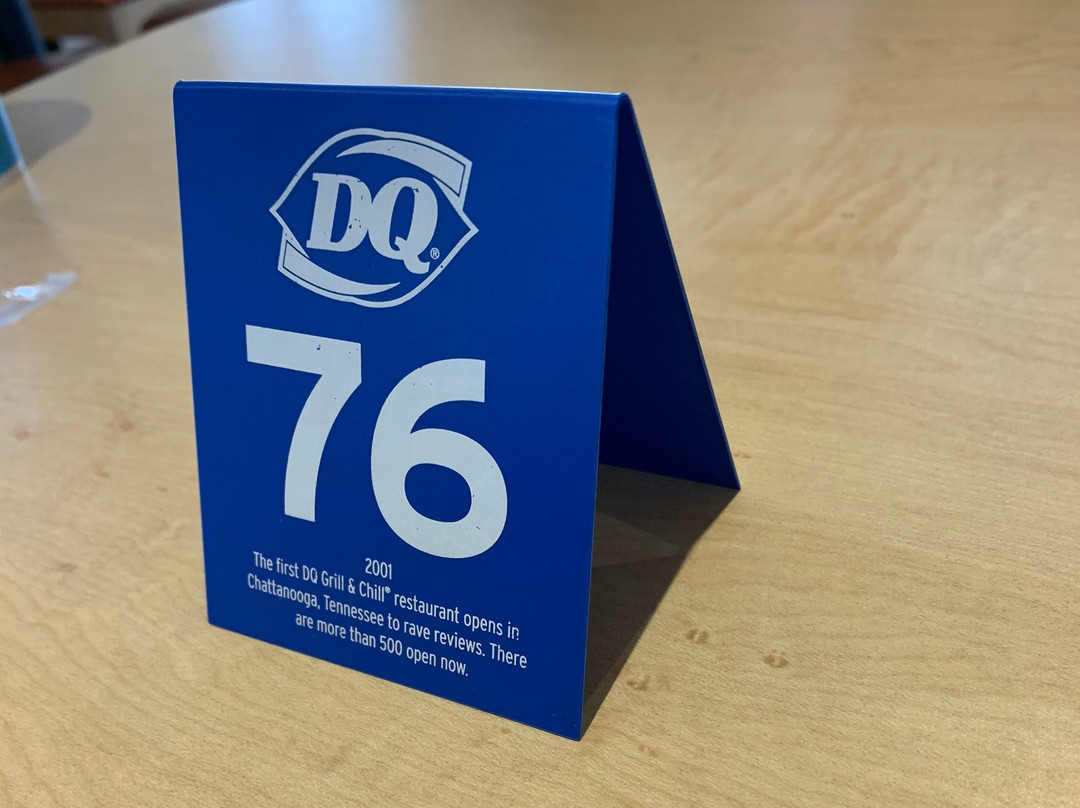 DQ®
76
2001
The first DQ Grill & Chill® restaurant opens in
Chattanooga, Tennessee to rave reviews. There
are more than 500 open now.